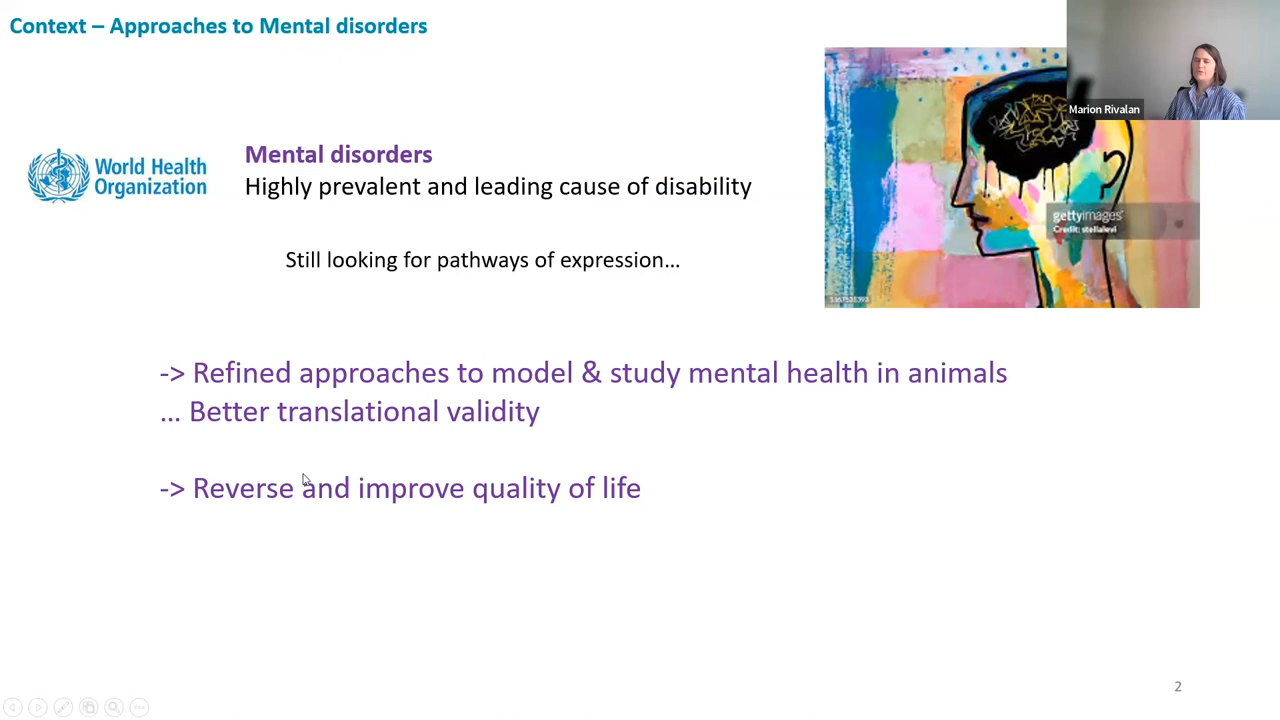 Context – Approaches to Mental disorders
Marion Rivalan
World Health
Organization
Mental disorders
Highly prevalent and leading cause of disability
gettyimages®
Credit: stellalevi
Still looking for pathways of expression...
-> Refined approaches to model & study mental health in animals
... Better translational validity
-> Reverse and improve quality of life
2